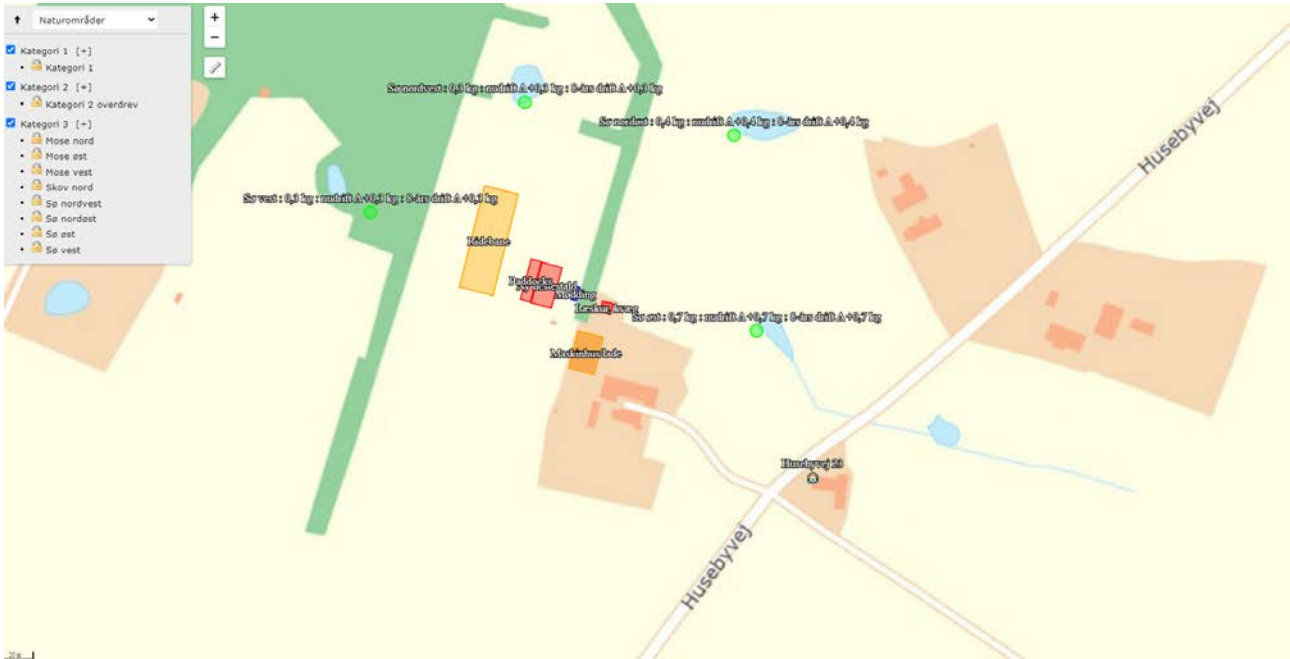 Naturområder
Kategori 1 [+]
Kategori 1
Kategori 2 [+]
Kategori 2 overdrev
Kategori 3 [+]
Mose nord
Mose øst
Mose vest
Skov nord
Sø nordvest
Sø nordøst
Sø øst
Sø vest
+
−
Sø nordvest : 0,3 kg : nudrift Δ +0,3 kg : 8-års drift Δ +0,3 kg
Sø nordøst : 0,4 kg : nudrift Δ +0,4 kg : 8-års drift Δ +0,4 kg
Husebyvej
Sø vest : 0,3 kg : nudrift Δ +0,3 kg : 8-års drift Δ +0,3 kg
Ridebane
Paddocks
Mødding
Læskur, kvæg
Sø øst : 0,7 kg : nudrift Δ +0,7 kg : 8-års drift Δ +0,7 kg
Maskinhus/lade
Husebyvej 23
Husebyvej
20 m